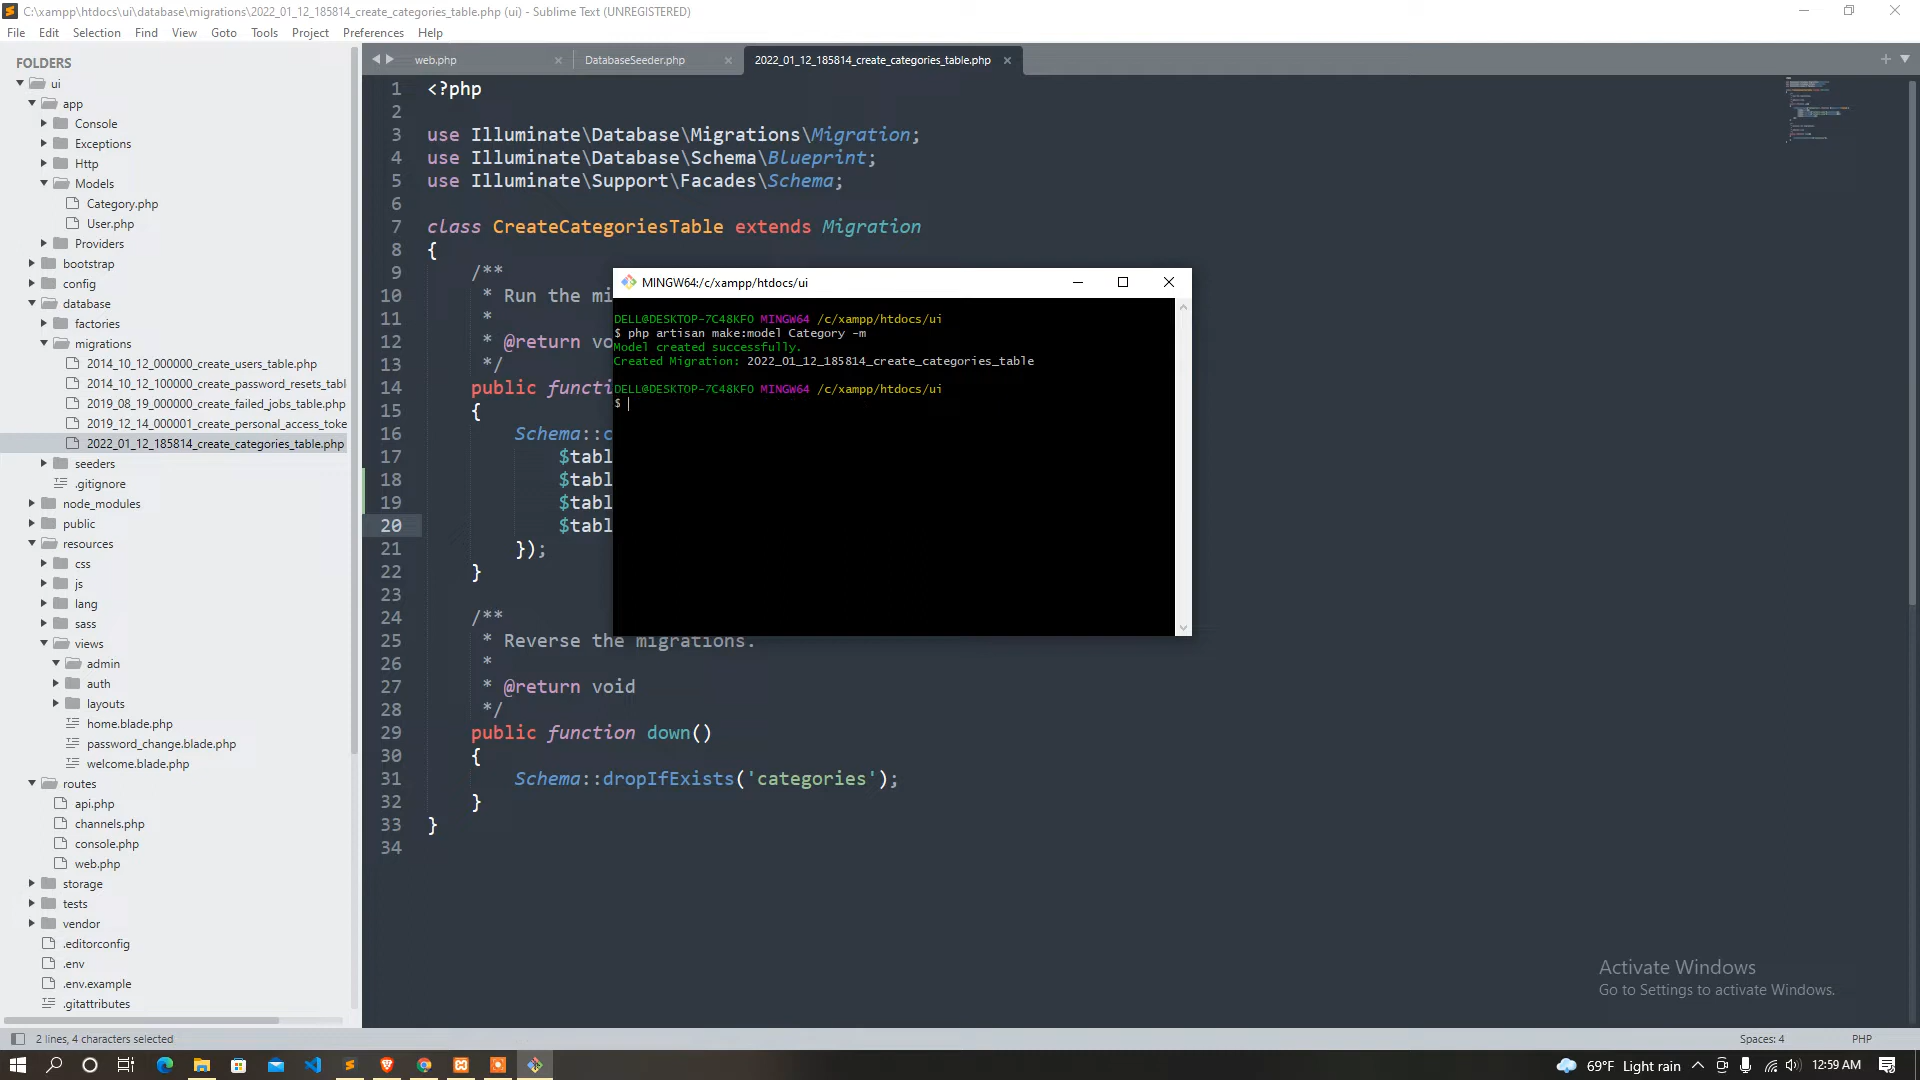 C:\xampp\htdocs\ui\database\migrations\2022_01_12_185814_create_categories_table.php (ui) - Sublime Text (UNREGISTERED)
File Edit Selection Find View Goto Tools Project Preferences Help
FOLDERS
ui
app
Console
Exceptions
Http
Models
Category.php
User.php
Providers
bootstrap
config
database
factories
migrations
2014_10_12_000000_create_users_table.php
2014_10_12_100000_create_password_resets_tabl
2019_08_19_000000_create_failed_jobs_table.php
2019_12_14_000001_create_personal_access_toke
2022_01_12_185814_create_categories_table.php
seeders
.gitignore
node_modules
public
resources
css
js
lang
sass
views
admin
auth
layouts
home.blade.php
password_change.blade.php
welcome.blade.php
routes
api.php
channels.php
console.php
web.php
storage
tests
vendor
.editorconfig
.env
.env.example
.gitattributes
web.php DatabaseSeeder.php 2022_01_12_185814_create_categories_table.php
1 <?php
2
3 use Illuminate\Database\Migrations\Migration;
4 use Illuminate\Database\Schema\Blueprint;
5 use Illuminate\Support\Facades\Schema;
6
7 class CreateCategoriesTable extends Migration
8 {
9 /**
10 * Run the mi
11 *
12 * @return vo
13 */
14 public functi
15 {
16 Schema::c
17 $tabl
18 $tabl
19 $tabl
20 $tabl
21 });
22 }
23
24 /**
25 * Reverse the migrations.
26 *
27 * @return void
28 */
29 public function down()
30 {
31 Schema::dropIfExists('categories');
32 }
33 }
34
MINGW64:/c/xampp/htdocs/ui
DELL@DESKTOP-7C48KFO MINGW64 /c/xampp/htdocs/ui
$ php artisan make:model Category -m
Model created successfully.
Created Migration: 2022_01_12_185814_create_categories_table
DELL@DESKTOP-7C48KFO MINGW64 /c/xampp/htdocs/ui
$
Activate Windows
Go to Settings to activate Windows.
2 lines, 4 characters selected Spaces: 4 PHP
69°F Light rain 12:59 AM